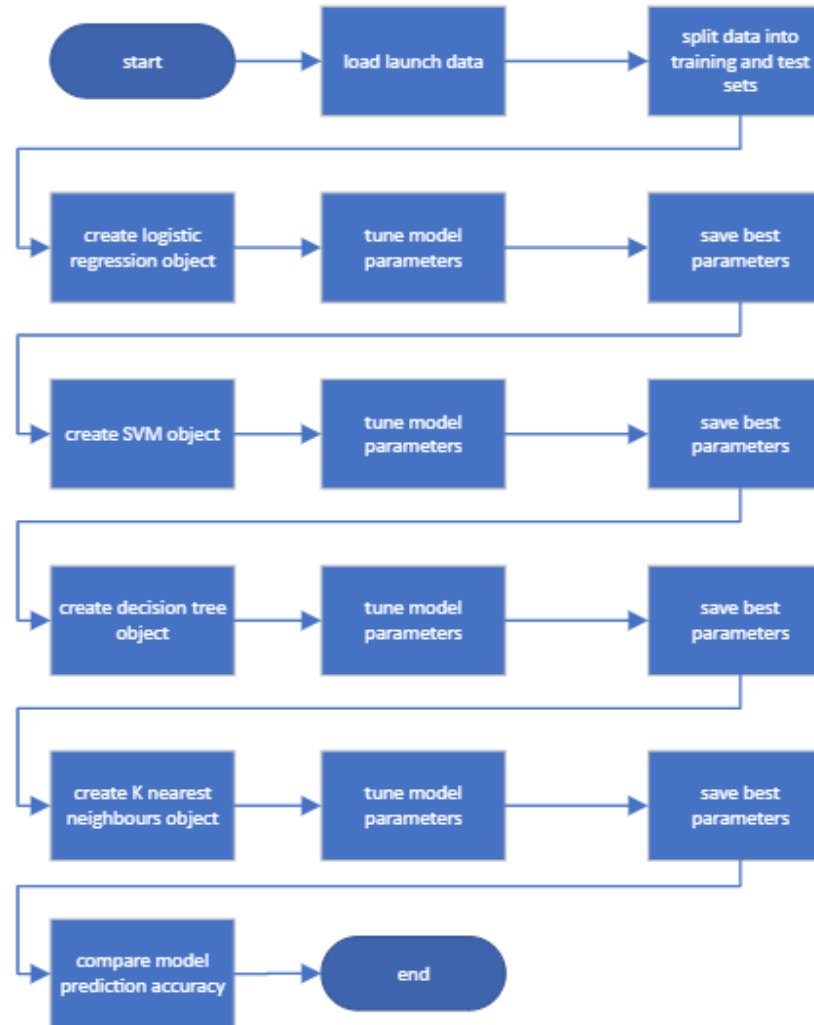 start
load launch data
split data into
training and test
sets
create logistic
regression object
tune model
parameters
save best
parameters
create SVM object
tune model
parameters
save best
parameters
create decision tree
object
tune model
parameters
save best
parameters
create K nearest
neighbours object
tune model
parameters
save best
parameters
compare model
prediction accuracy
end